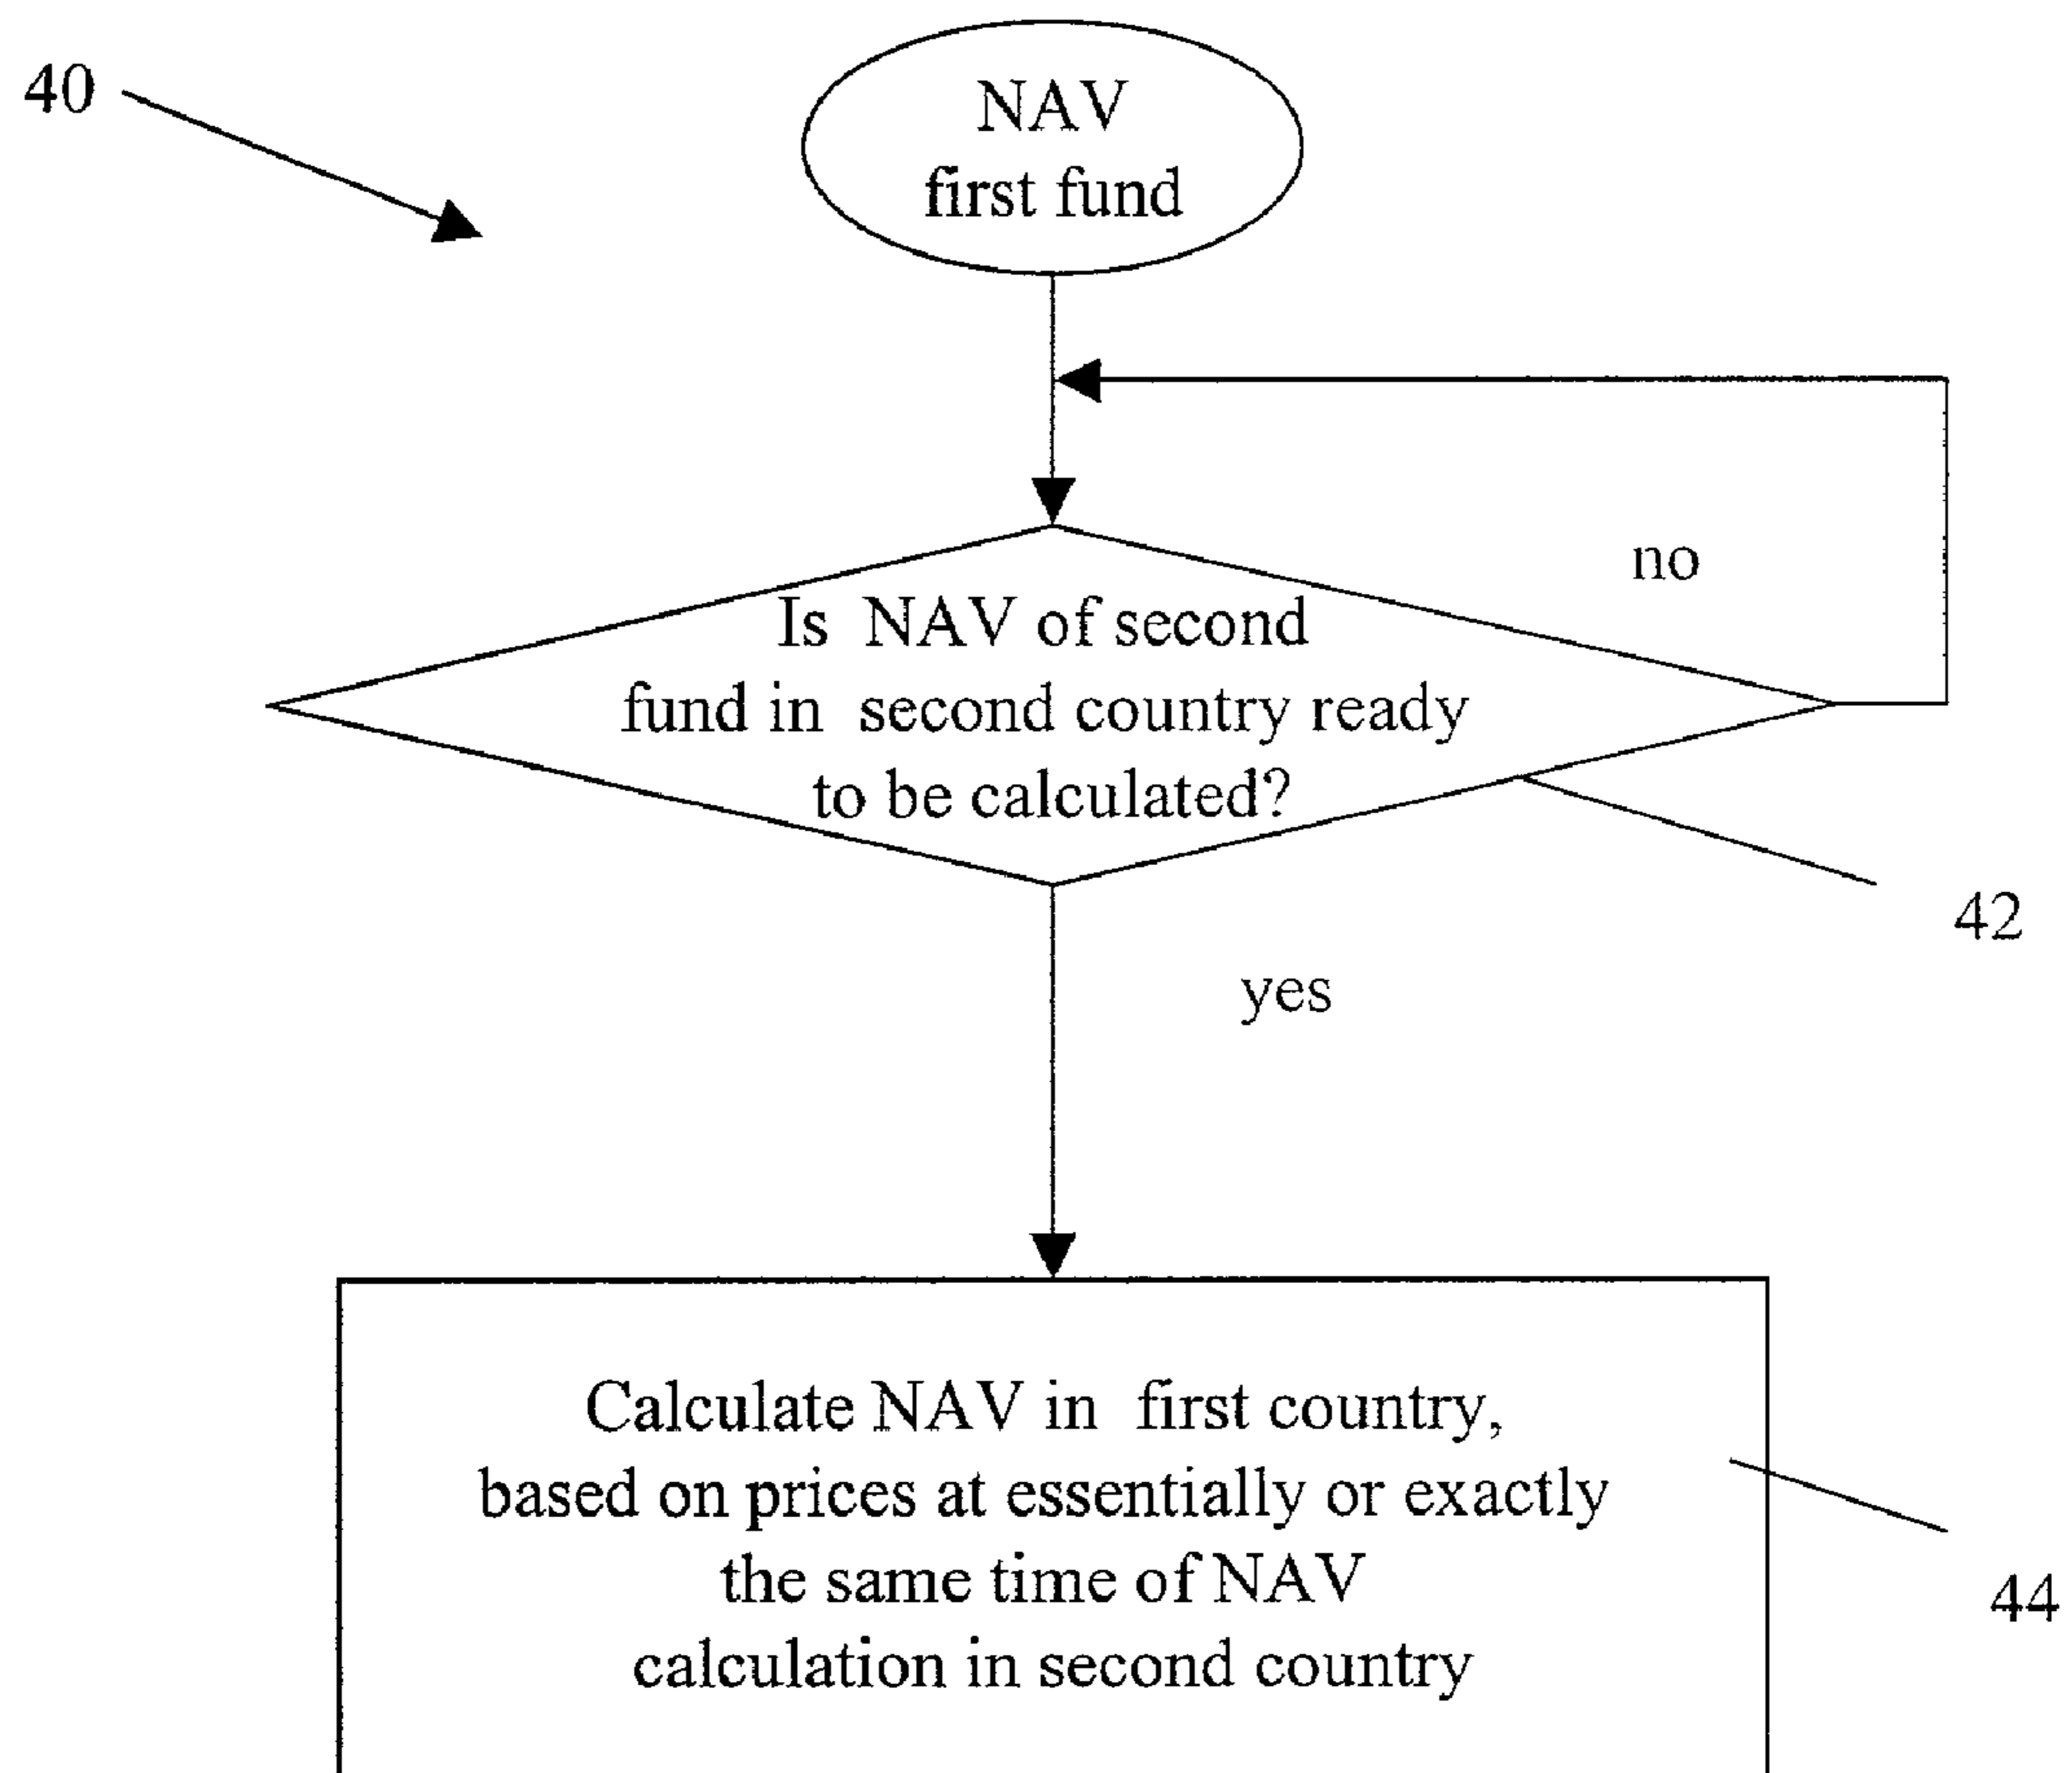 40
NAV
first fund
no
Is NAV of second
fund in second country ready
to be calculated?
42
yes
Calculate NAV in first country,
based on prices at essentially or exactly
the same time of NAV
calculation in second country
44